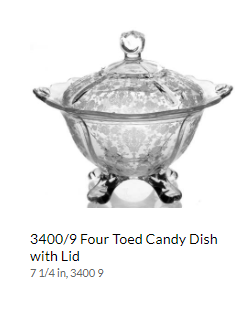 3400/9 Four Toed Candy Dish
with Lid
7 1/4 in, 3400 9